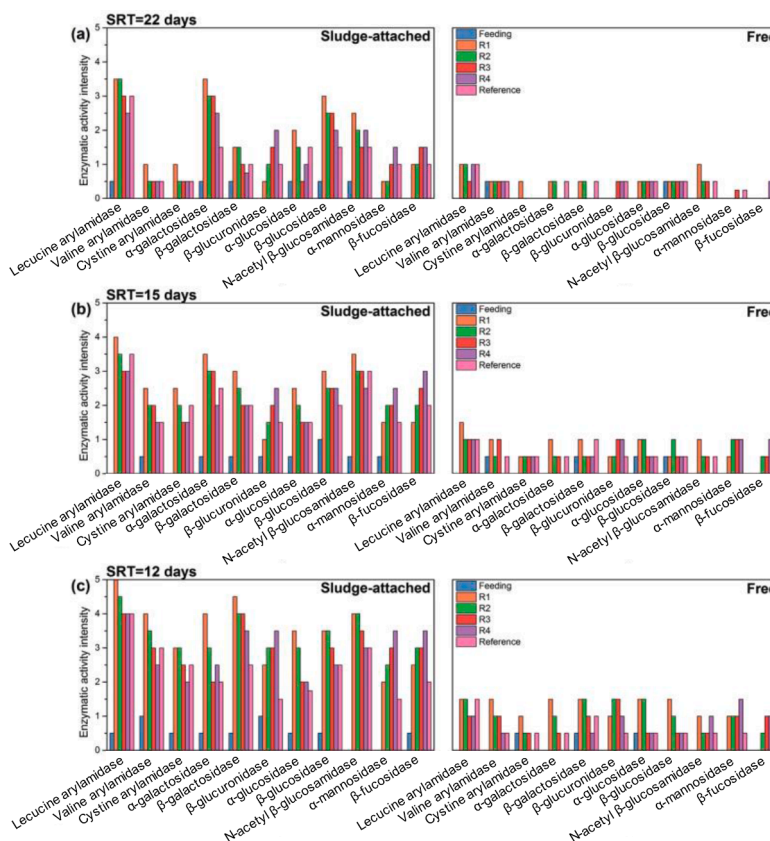 (a)
SRT=22 days
Sludge-attached
Free
Enzymatic activity intensity
5
4
3
2
1
0
Feeding
R1
R2
R3
R4
Reference
Lecucine arylamidase
Valine arylamidase
Cystine arylamidase
α-galactosidase
β-galactosidase
β-glucuronidase
α-glucosidase
β-glucosidase
N-acetyl β-glucosamidase
α-mannosidase
β-fucosidase
Lecucine arylamidase
Valine arylamidase
Cystine arylamidase
α-galactosidase
β-galactosidase
β-glucuronidase
α-glucosidase
β-glucosidase
N-acetyl β-glucosamidase
α-mannosidase
β-fucosidase
(b)
SRT=15 days
Sludge-attached
Free
Enzymatic activity intensity
5
4
3
2
1
0
Feeding
R1
R2
R3
R4
Reference
Lecucine arylamidase
Valine arylamidase
Cystine arylamidase
α-galactosidase
β-galactosidase
β-glucuronidase
α-glucosidase
β-glucosidase
N-acetyl β-glucosamidase
α-mannosidase
β-fucosidase
Lecucine arylamidase
Valine arylamidase
Cystine arylamidase
α-galactosidase
β-galactosidase
β-glucuronidase
α-glucosidase
β-glucosidase
N-acetyl β-glucosamidase
α-mannosidase
β-fucosidase
(c)
SRT=12 days
Sludge-attached
Free
Enzymatic activity intensity
5
4
3
2
1
0
Feeding
R1
R2
R3
R4
Reference
Lecucine arylamidase
Valine arylamidase
Cystine arylamidase
α-galactosidase
β-galactosidase
β-glucuronidase
α-glucosidase
β-glucosidase
N-acetyl β-glucosamidase
α-mannosidase
β-fucosidase
Lecucine arylamidase
Valine arylamidase
Cystine arylamidase
α-galactosidase
β-galactosidase
β-glucuronidase
α-glucosidase
β-glucosidase
N-acetyl β-glucosamidase
α-mannosidase
β-fucosidase